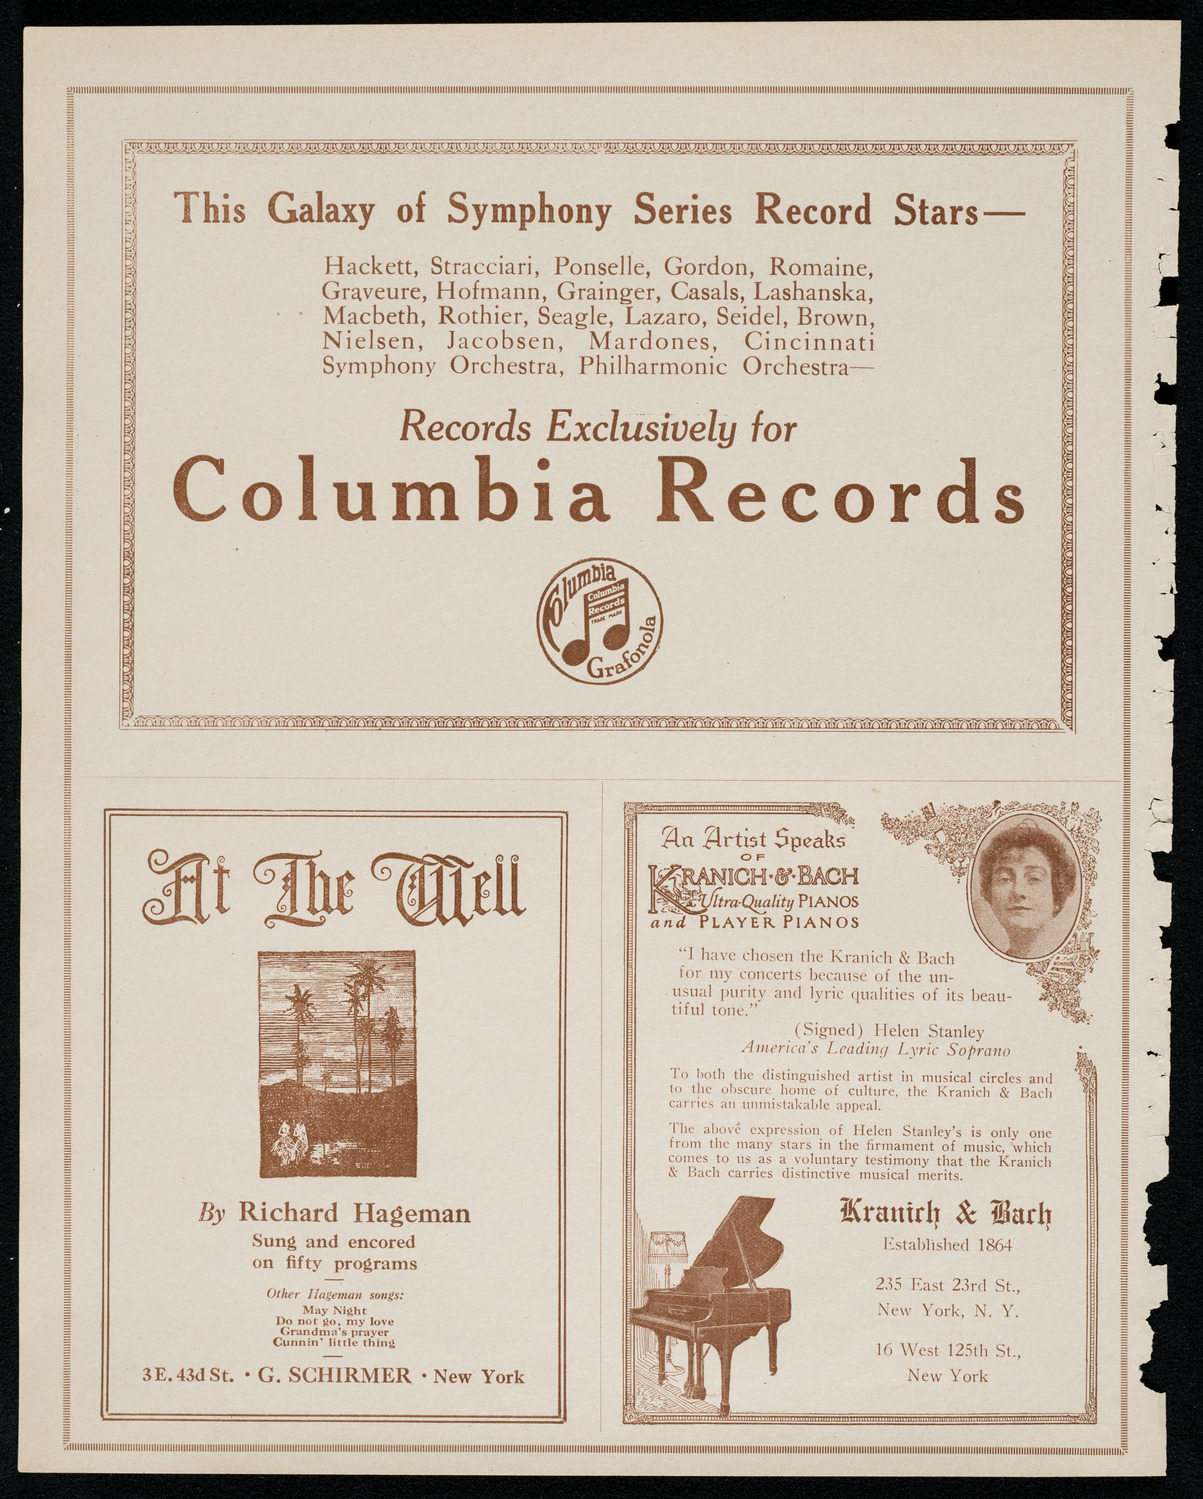 This Galaxy of Symphony Series Record Stars—
Hackett, Stracciari, Ponselle, Gordon, Romaine,
Graveure, Hofmann, Grainger, Casals, Lashanska,
Macbeth, Rothier, Seagle, Lazaro, Seidel, Brown,
Nielsen, Jacobsen, Mardones, Cincinnati
Symphony Orchestra, Philharmonic Orchestra—
Records Exclusively for
Columbia Records
Columbia
Columbia
Records
TRADE MARK
Grafonola
At The Well
By Richard Hageman
Sung and encored
on fifty programs
Other Hageman songs:
May Night
Do not go, my love
Grandma's prayer
Cunnin' little thing
3 E. 43d St. · G. SCHIRMER · New York
An Artist Speaks
OF
KRANICH·&·BACH
Ultra-Quality PIANOS
and PLAYER PIANOS
"I have chosen the Kranich & Bach
for my concerts because of the un-
usual purity and lyric qualities of its beau-
tiful tone."
(Signed) Helen Stanley
America's Leading Lyric Soprano
To both the distinguished artist in musical circles and
to the obscure home of culture, the Kranich & Bach
carries an unmistakable appeal.
The above expression of Helen Stanley's is only one
from the many stars in the firmament of music, which
comes to us as a voluntary testimony that the Kranich
& Bach carries distinctive musical merits.
Kranich & Bach
Established 1864
235 East 23rd St.,
New York, N. Y.
16 West 125th St.,
New York